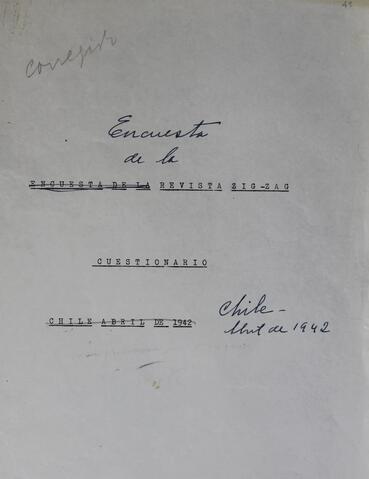 41
corregido
Encuesta
de la
ENCUESTA DE LA REVISTA ZIG-ZAG
CUESTIONARIO
CHILE ABRIL DE 1942
Chile -
Abril de 1942